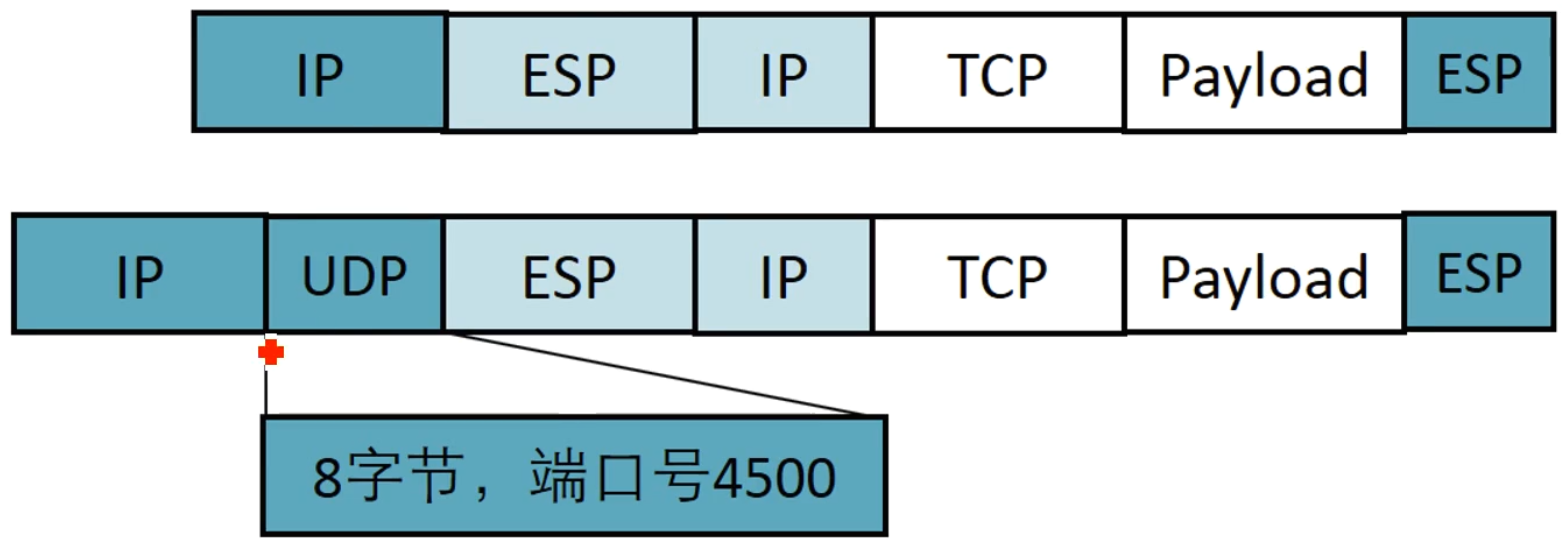 IP ESP IP TCP Payload ESP
IP UDP ESP IP TCP Payload ESP
8字节，端口号4500